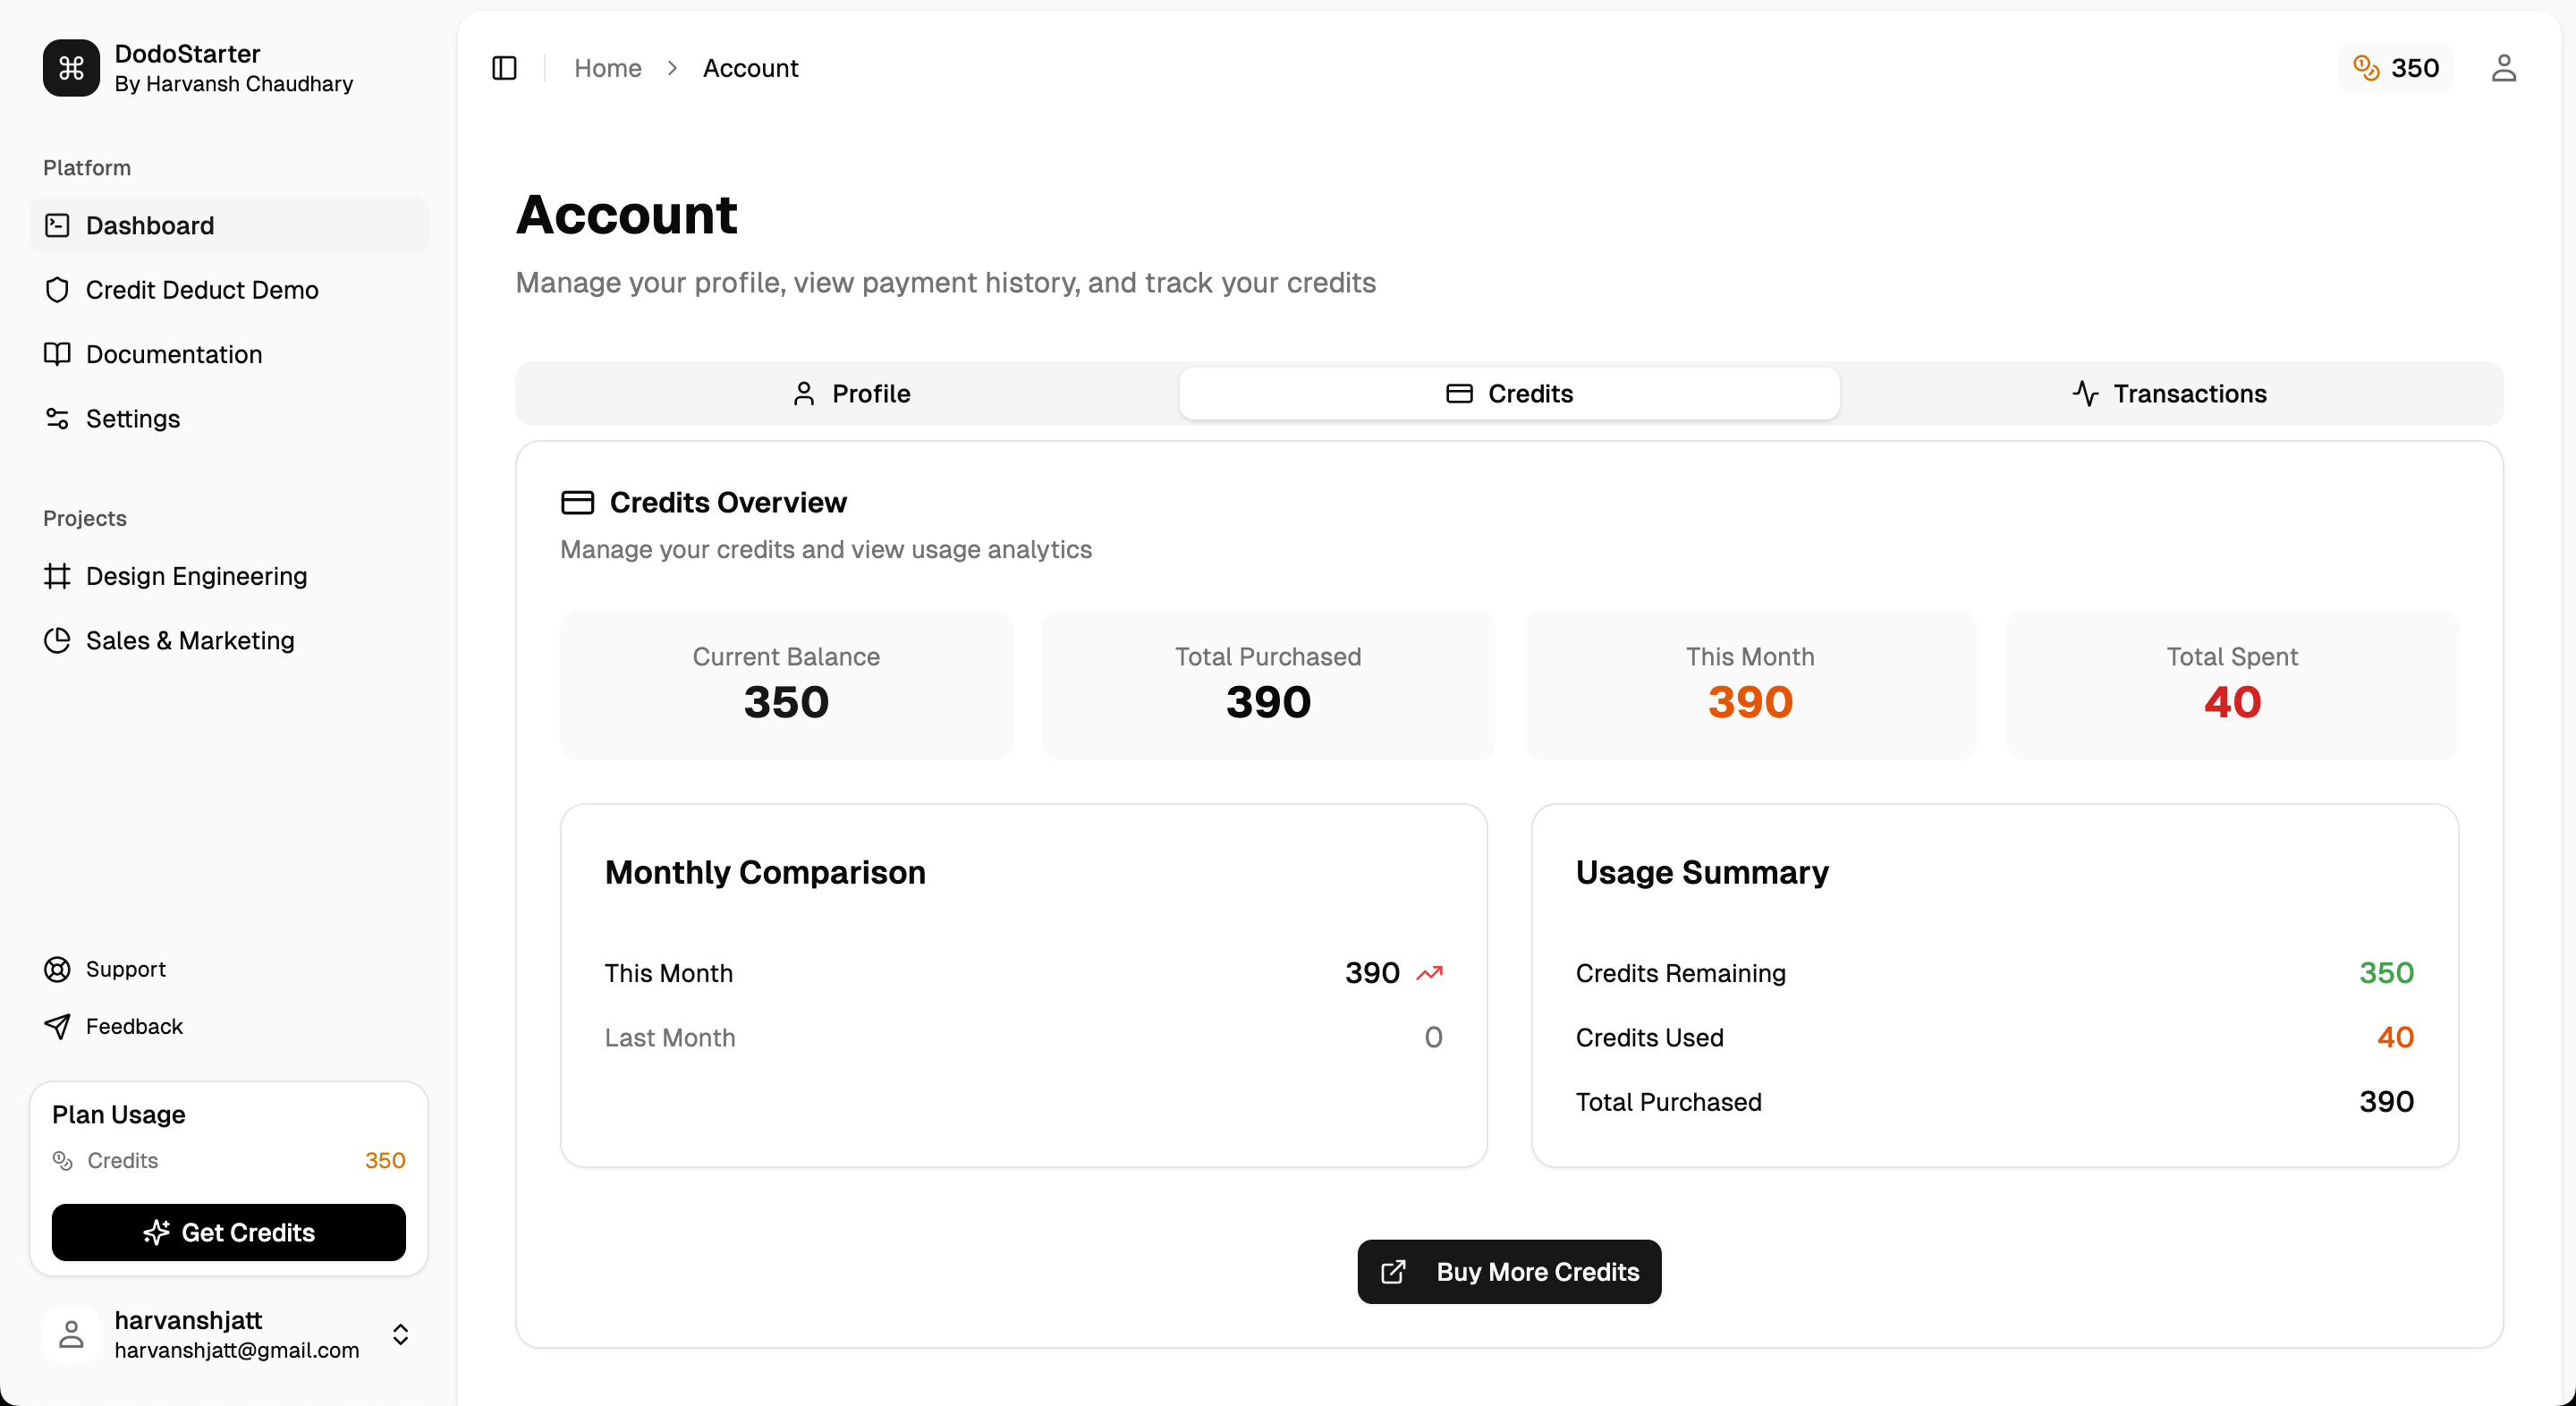 DodoStarter
By Harvansh Chaudhary
Platform
Dashboard
Credit Deduct Demo
Documentation
Settings
Projects
Design Engineering
Sales & Marketing
Support
Feedback
Plan Usage
Credits 350
Get Credits
harvanshjatt
harvanshjatt@gmail.com
Home Account
350
Account
Manage your profile, view payment history, and track your credits
Profile Credits Transactions
Credits Overview
Manage your credits and view usage analytics
Current Balance
350
Total Purchased
390
This Month
390
Total Spent
40
Monthly Comparison
This Month 390
Last Month 0
Usage Summary
Credits Remaining 350
Credits Used 40
Total Purchased 390
Buy More Credits